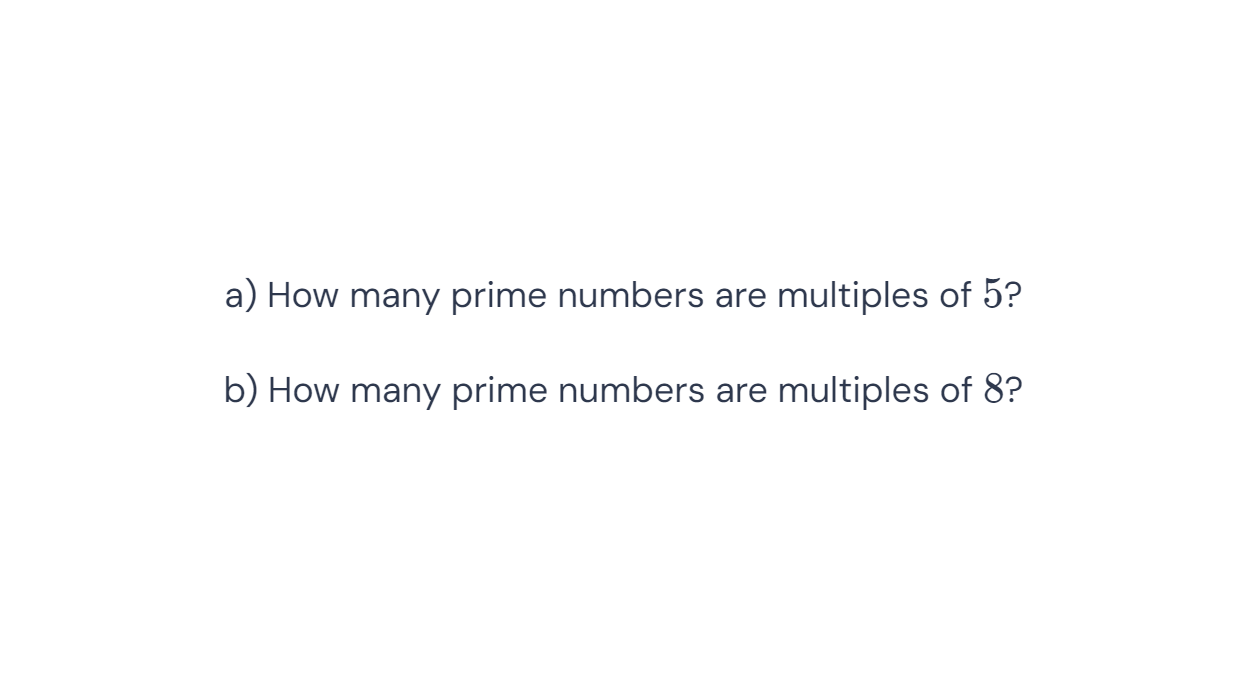 a) How many prime numbers are multiples of 5?
b) How many prime numbers are multiples of 8?